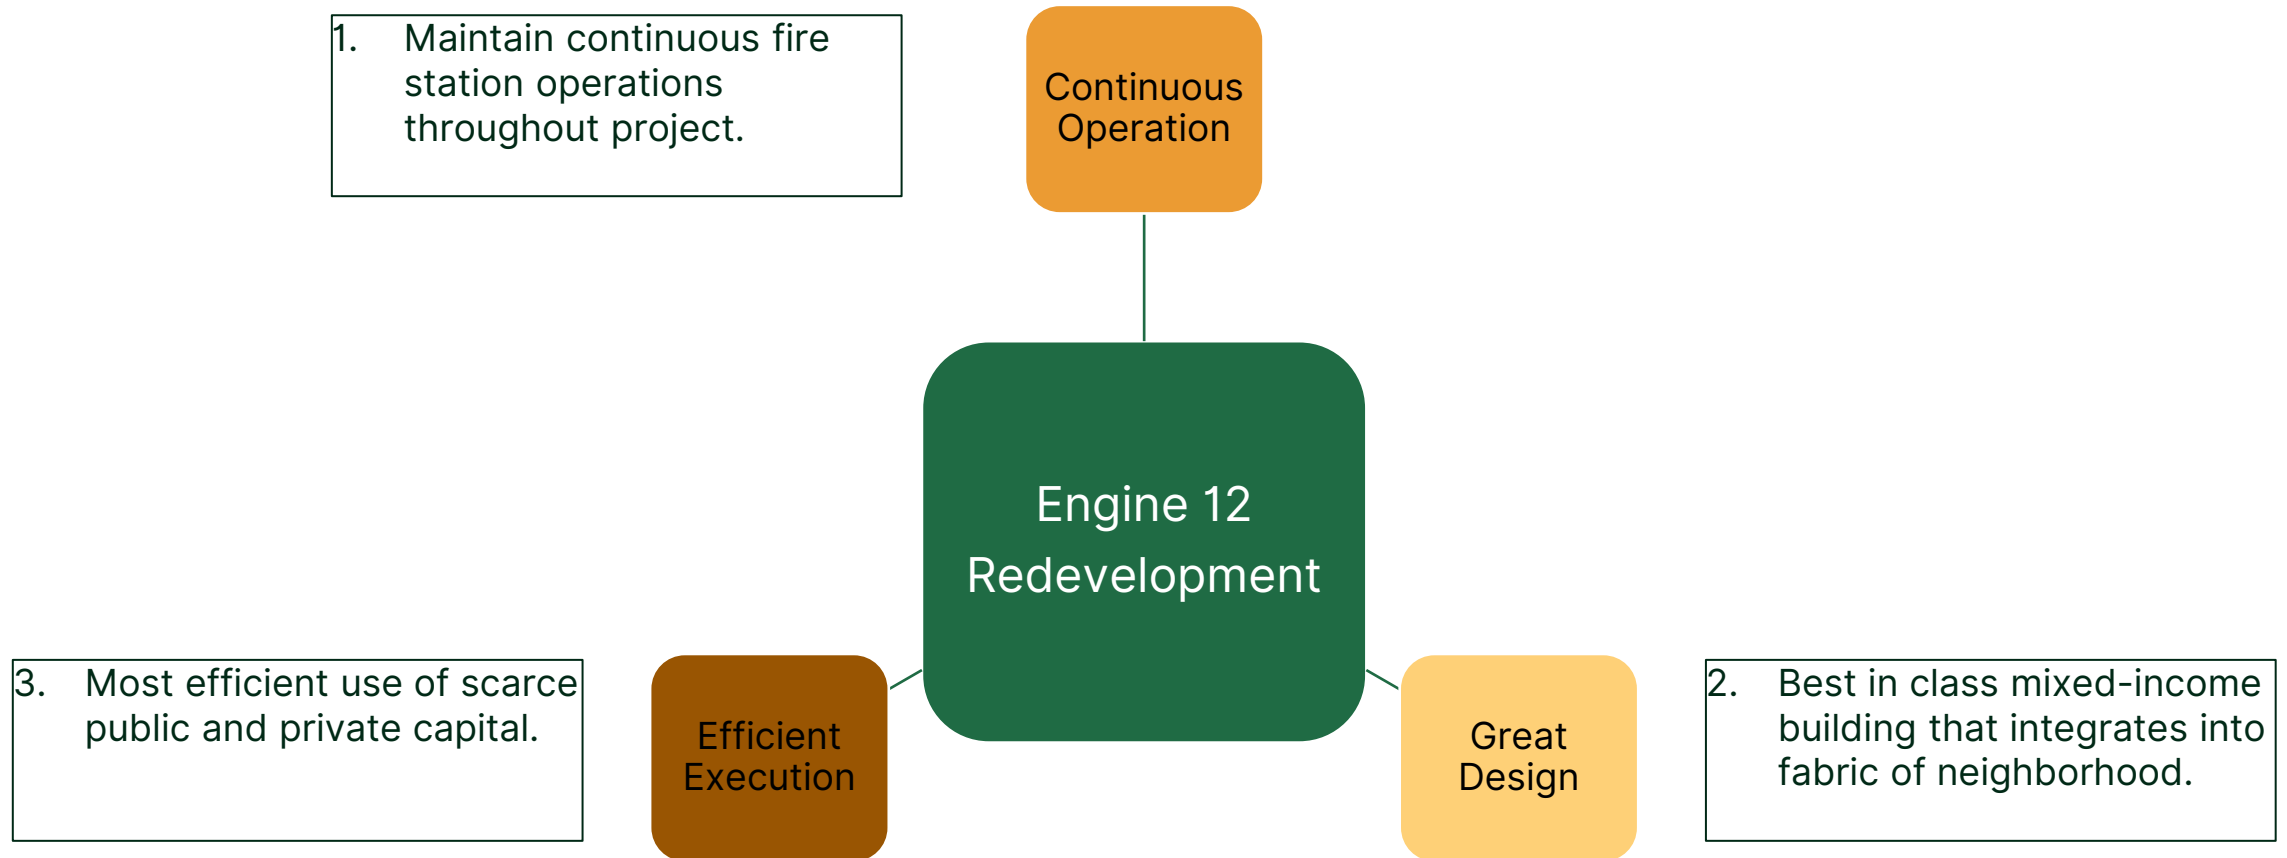 1. Maintain continuous fire
station operations
throughout project.
Continuous
Operation
Engine 12
Redevelopment
3. Most efficient use of scarce
public and private capital.
Efficient
Execution
Great
Design
2. Best in class mixed-income
building that integrates into
fabric of neighborhood.